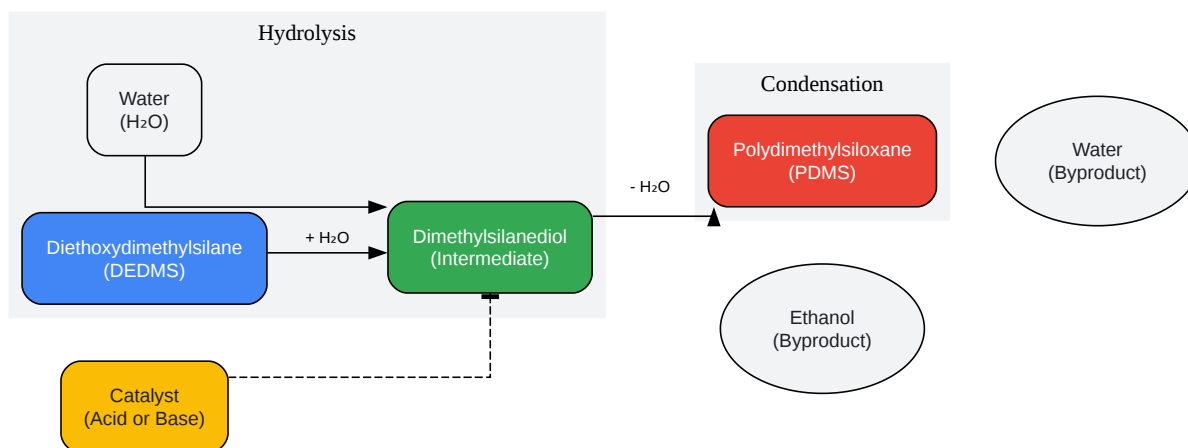 Hydrolysis
Water
(H₂O)
Diethoxydimethylsilane
(DEDMS)
+ H₂O
Dimethylsilanediol
(Intermediate)
Catalyst
(Acid or Base)
- H₂O
Condensation
Polydimethylsiloxane
(PDMS)
Ethanol
(Byproduct)
Water
(Byproduct)